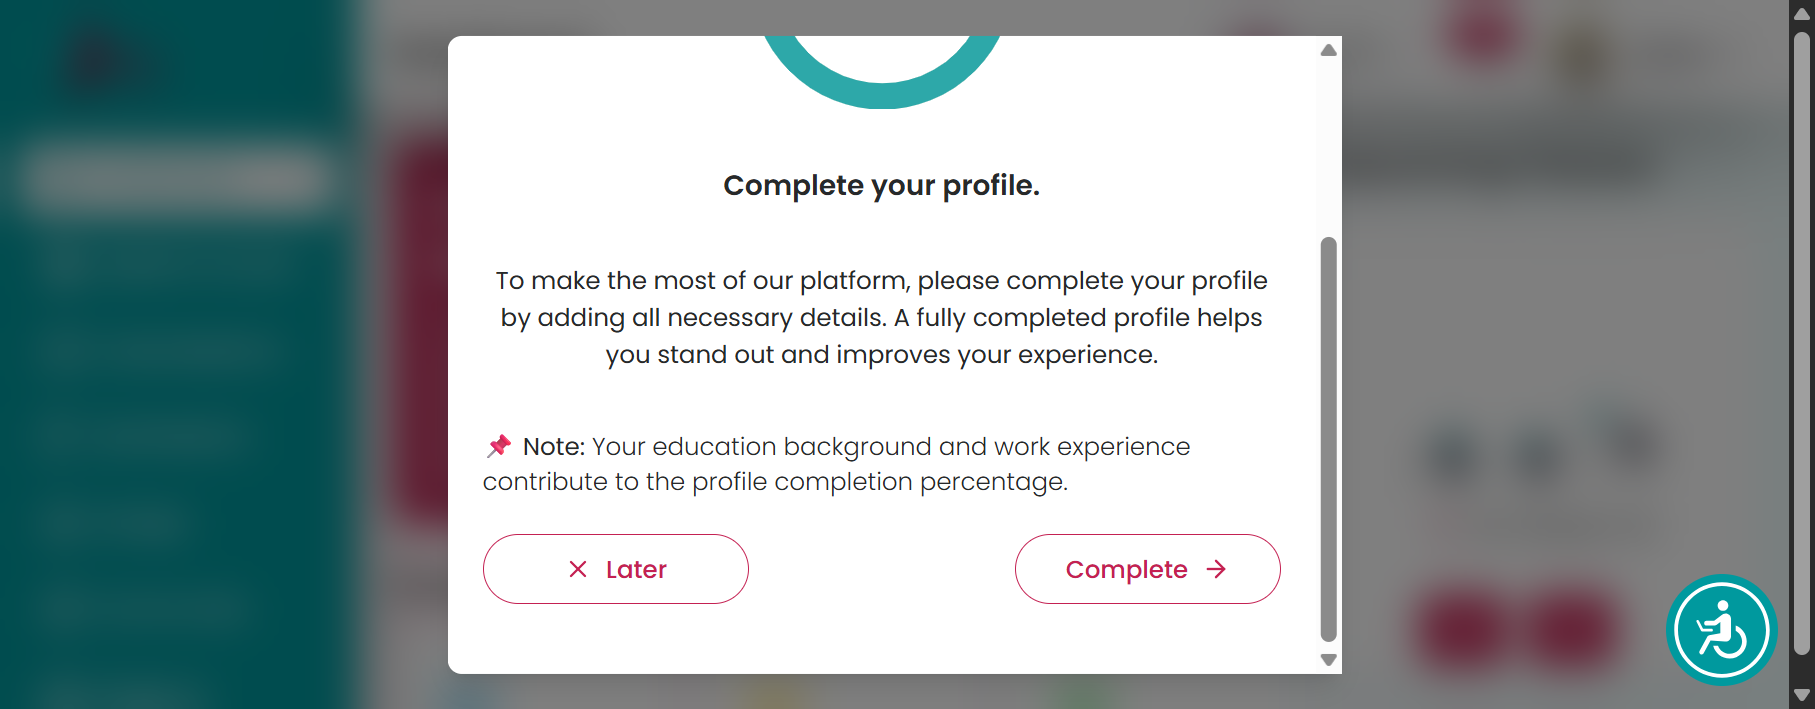 Complete your profile.
To make the most of our platform, please complete your profile
by adding all necessary details. A fully completed profile helps
you stand out and improves your experience.
📌 Note: Your education background and work experience
contribute to the profile completion percentage.
Later
Complete